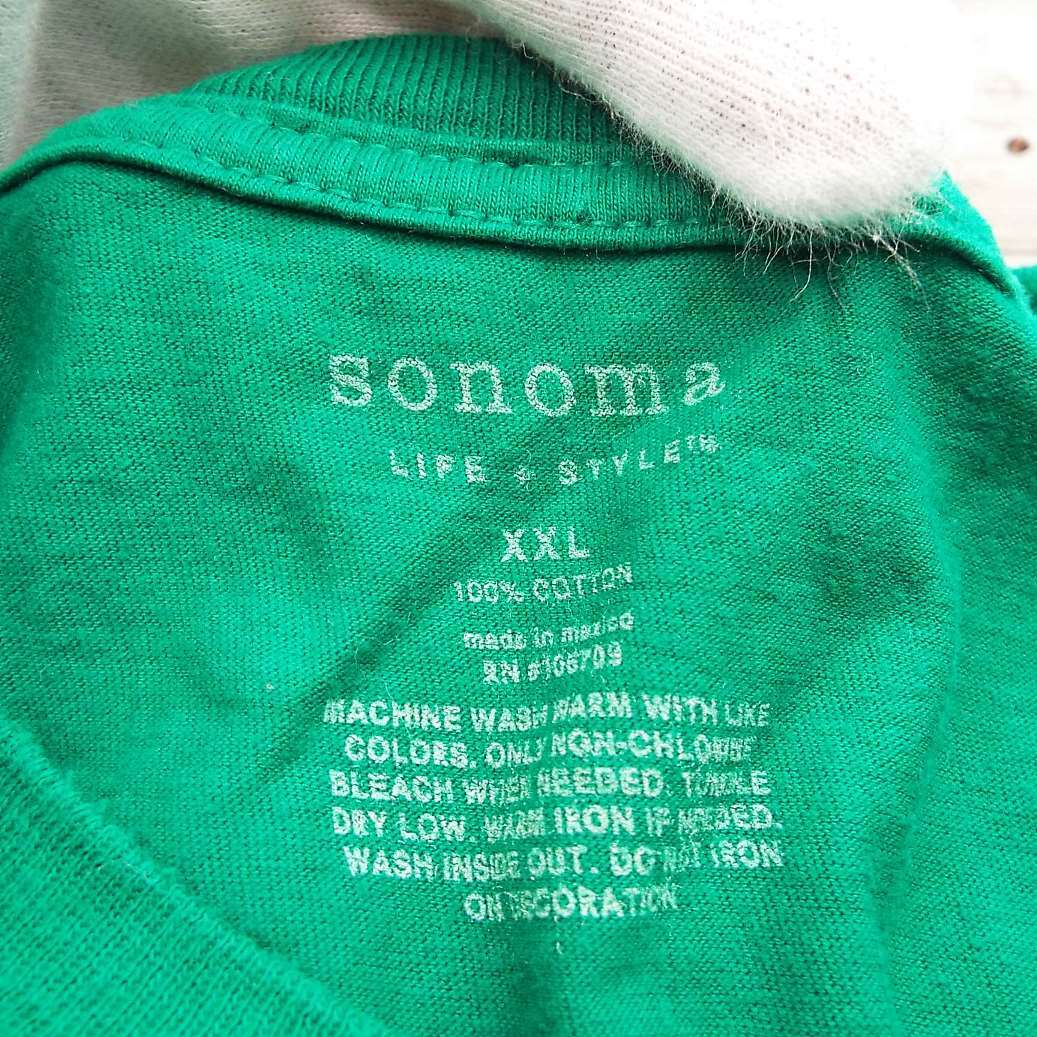 sonoma
LIFE + STYLE™
XXL
100% COTTON
made in mexico
RN #106709
MACHINE WASH WARM WITH LIKE
COLORS. ONLY NON-CHLORINE
BLEACH WHEN NEEDED. TUMBLE
DRY LOW. WARM IRON IF NEEDED.
WASH INSIDE OUT. DO NOT IRON
ON DECORATION